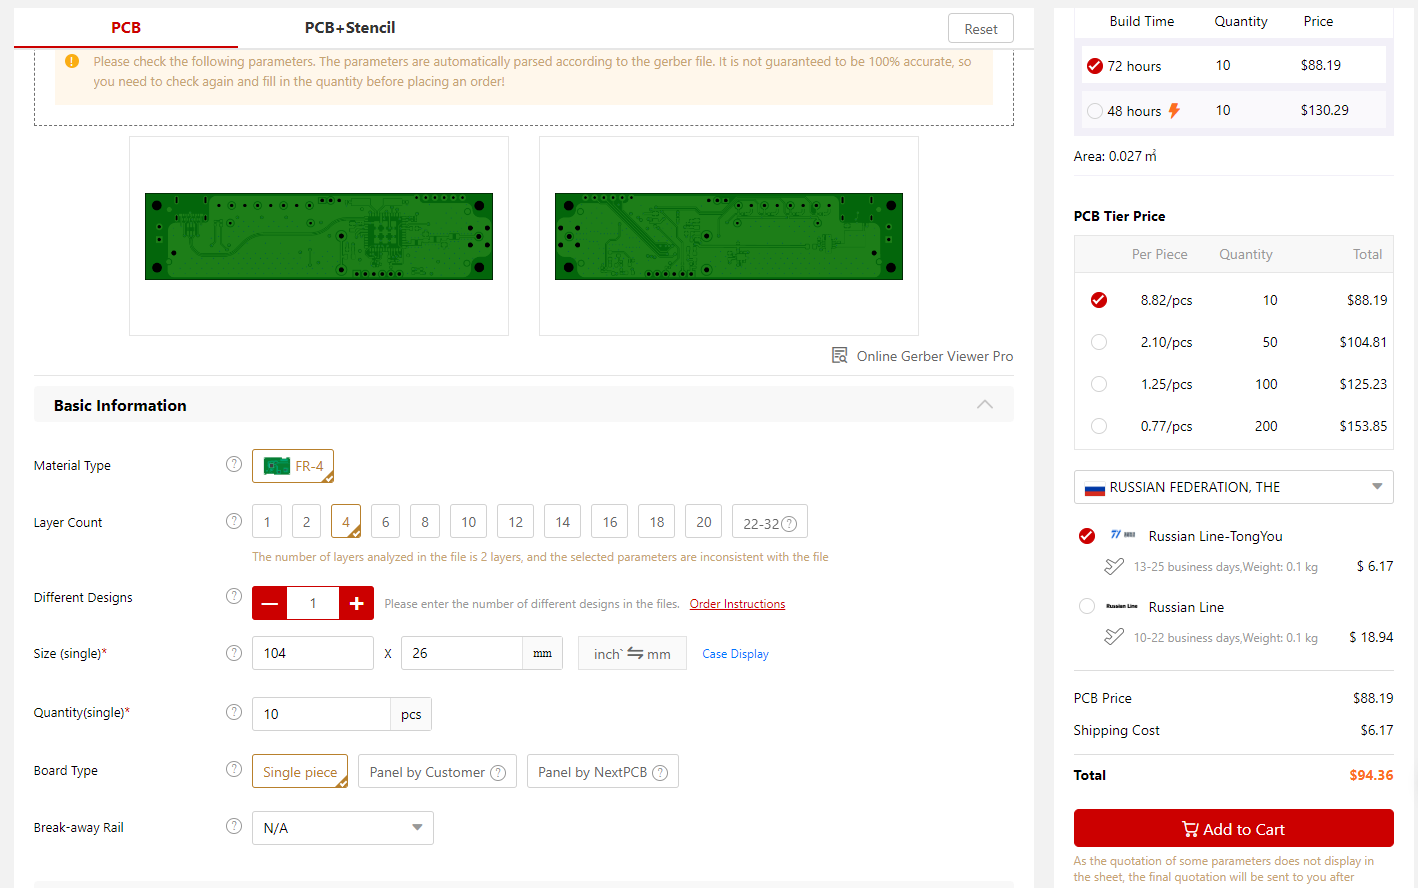 PCB
PCB+Stencil
Reset
Please check the following parameters. The parameters are automatically parsed according to the gerber file. It is not guaranteed to be 100% accurate, so
you need to check again and fill in the quantity before placing an order!
Online Gerber Viewer Pro
Basic Information
Material Type ? FR-4
Layer Count ? 1 2 4 6 8 10 12 14 16 18 20 22-32 ?
The number of layers analyzed in the file is 2 layers, and the selected parameters are inconsistent with the file
Different Designs ? — 1 + Please enter the number of different designs in the files. Order Instructions
Size (single)* ? 104 X 26 mm inch` ⇋ mm Case Display
Quantity(single)* ? 10 pcs
Board Type ? Single piece Panel by Customer ? Panel by NextPCB ?
Break-away Rail ? N/A
Build Time Quantity Price
72 hours 10 $88.19
48 hours 10 $130.29
Area: 0.027 ㎡
PCB Tier Price
Per Piece Quantity Total
8.82/pcs 10 $88.19
2.10/pcs 50 $104.81
1.25/pcs 100 $125.23
0.77/pcs 200 $153.85
RUSSIAN FEDERATION, THE
Russian Line-TongYou
13-25 business days,Weight: 0.1 kg $ 6.17
Russian Line Russian Line
10-22 business days,Weight: 0.1 kg $ 18.94
PCB Price $88.19
Shipping Cost $6.17
Total $94.36
Add to Cart
As the quotation of some parameters does not display in
the sheet, the final quotation will be sent to you after